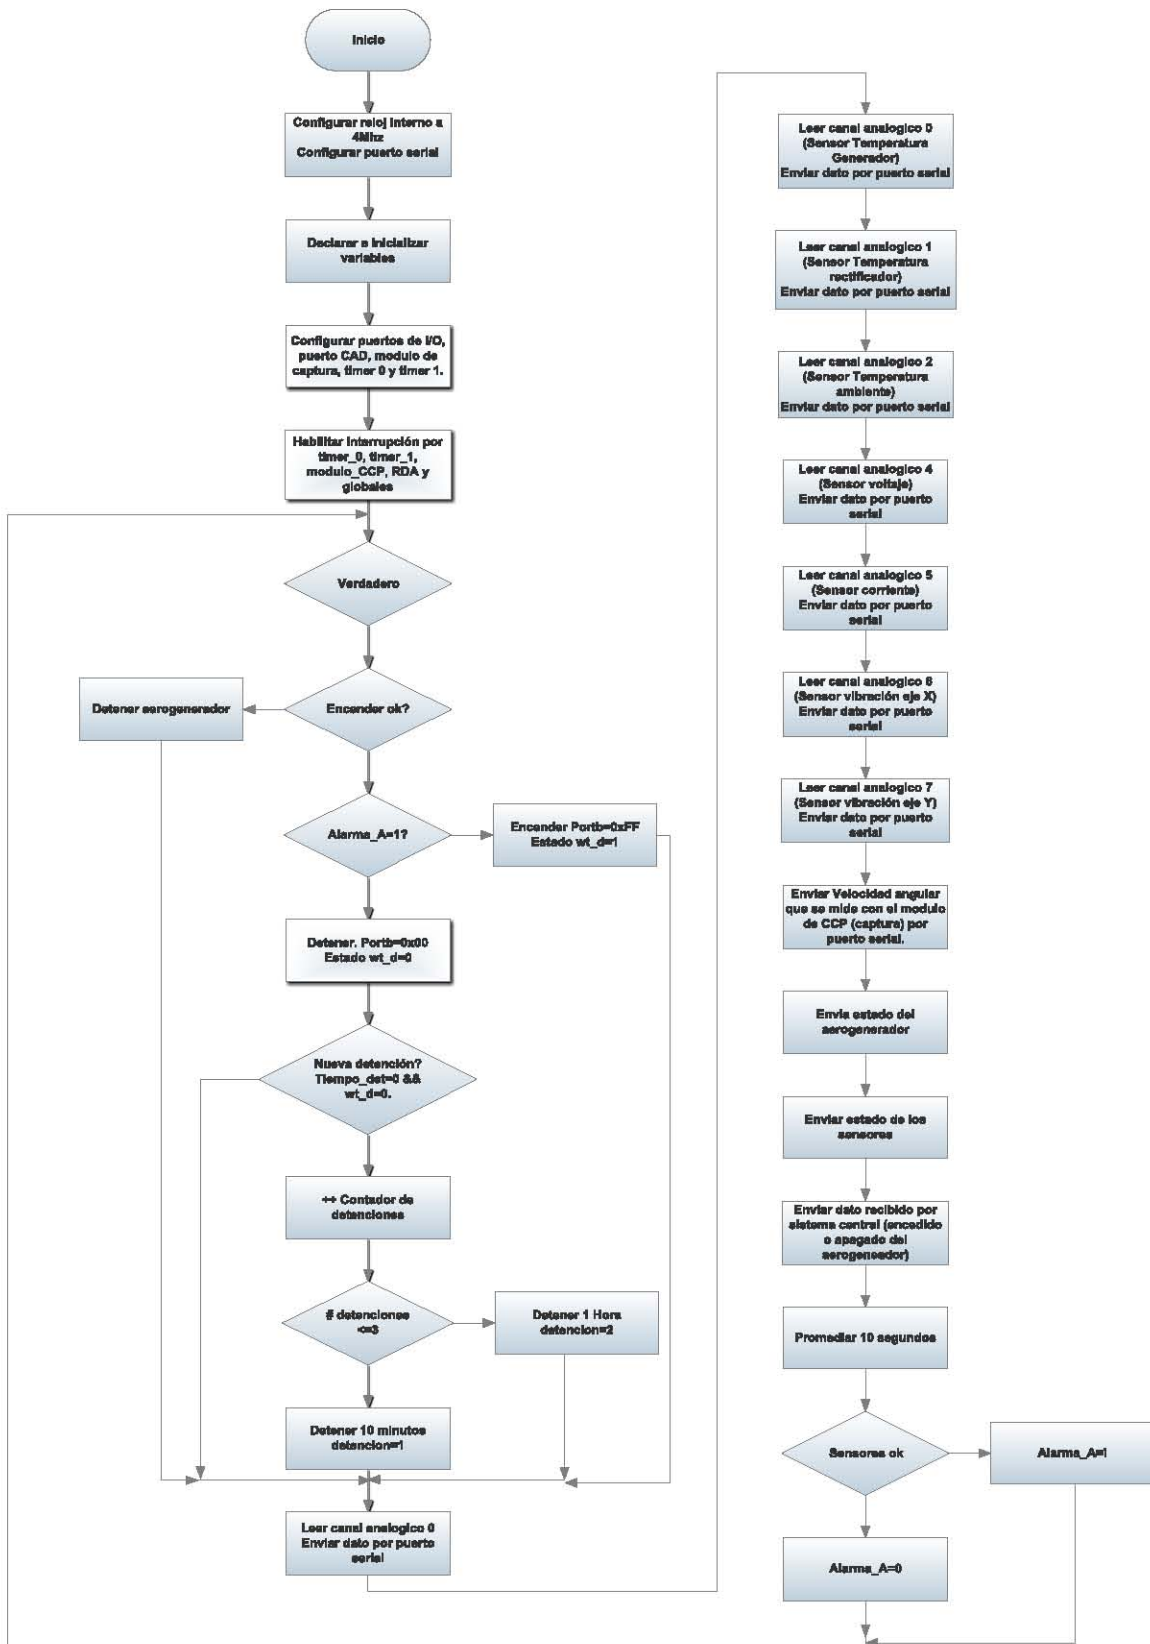 Inicio
Configurar reloj interno a
4Mhz
Configurar puerto serial
Declarar e inicializar
variables
Configurar puertos de I/O,
puerto CAD, modulo de
captura, timer 0 y timer 1.
Habilitar interrupción por
timer_0, timer_1,
modulo_CCP, RDA y
globales
Verdadero
Encender ok?
Detener aerogenerador
Alarma_A=1?
Encender Portb=0xFF
Estado wt_d=1
Detener. Portb=0x00
Estado wt_d=0
Nueva detención?
Tiempo_det=0 &&
wt_d=0.
++ Contador de
detenciones
# detenciones
<=3
Detener 1 Hora
detencion=2
Detener 10 minutos
detencion=1
Leer canal analogico 0
Enviar dato por puerto
serial
Leer canal analogico 0
(Sensor Temperatura
Generador)
Enviar dato por puerto serial
Leer canal analogico 1
(Sensor Temperatura
rectificador)
Enviar dato por puerto serial
Leer canal analogico 2
(Sensor Temperatura
ambiente)
Enviar dato por puerto serial
Leer canal analogico 4
(Sensor voltaje)
Enviar dato por puerto
serial
Leer canal analogico 5
(Sensor corriente)
Enviar dato por puerto
serial
Leer canal analogico 6
(Sensor vibración eje X)
Enviar dato por puerto
serial
Leer canal analogico 7
(Sensor vibración eje Y)
Enviar dato por puerto
serial
Enviar Velocidad angular
que se mide con el modulo
de CCP (captura) por
puerto serial.
Envia estado del
aerogenerador
Enviar estado de los
sensores
Enviar dato recibido por
sistema central (encedido
o apagado del
aerogeneador)
Promediar 10 segundos
Sensores ok
Alarma_A=1
Alarma_A=0